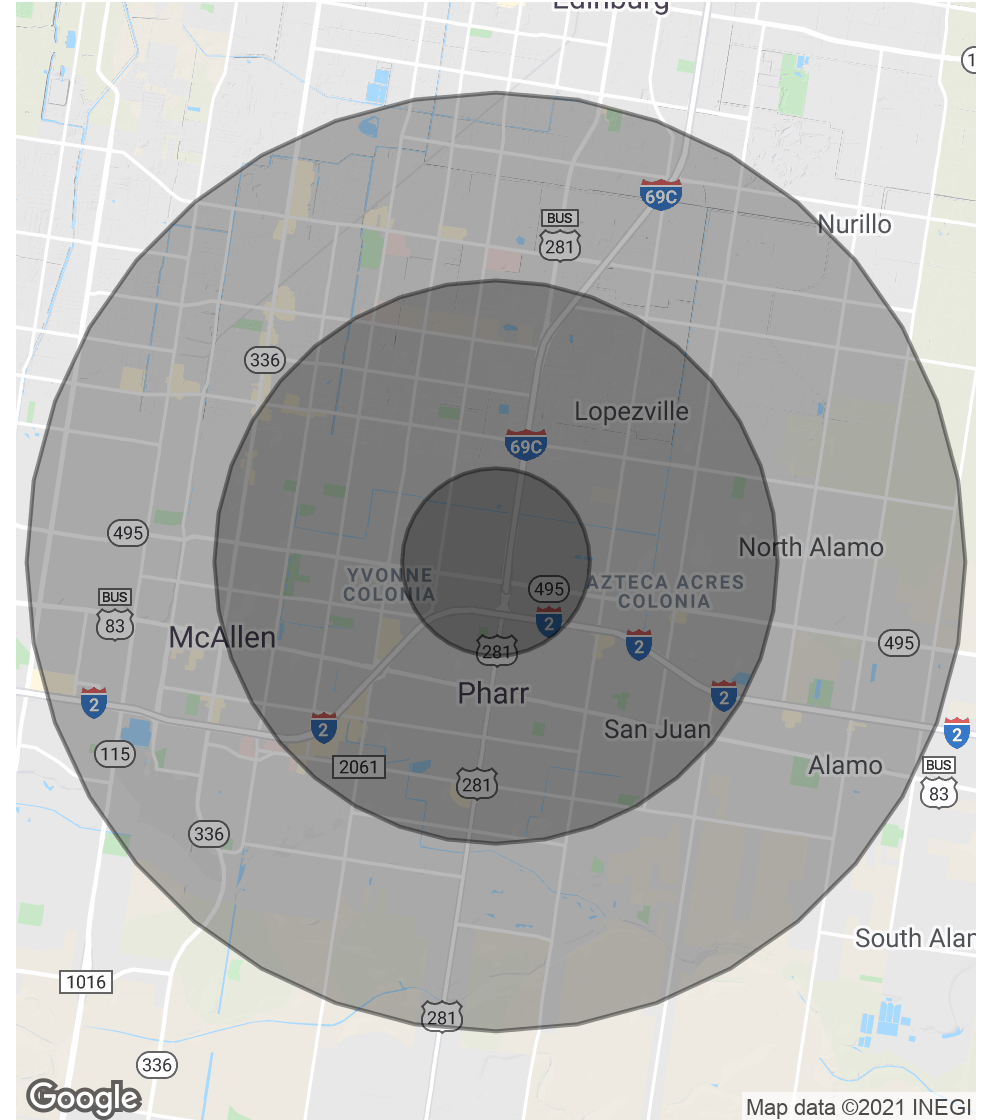 Edinburg
1
69C
BUS
281
Nurillo
336
Lopezville
69C
495
North Alamo
YVONNE
COLONIA
495
AZTECA ACRES
COLONIA
BUS
83
2
McAllen
281
2
495
Pharr
2
2
San Juan
2
2
115
2061
Alamo
BUS
281
83
336
South Alar
1016
281
336
Google
Map data ©2021 INEGI